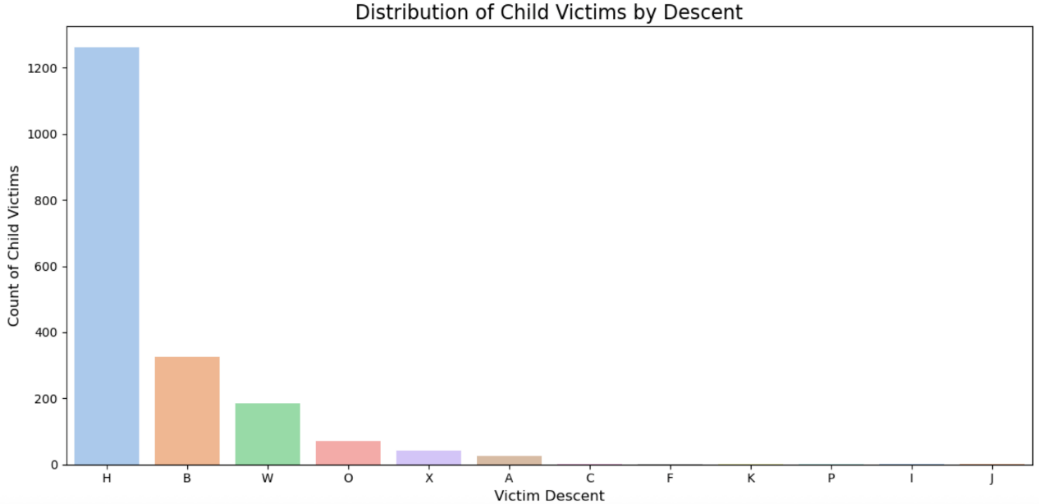 Distribution of Child Victims by Descent
Count of Child Victims
1200
1000
800
600
400
200
0
H B W O X A C F K P I J
Victim Descent